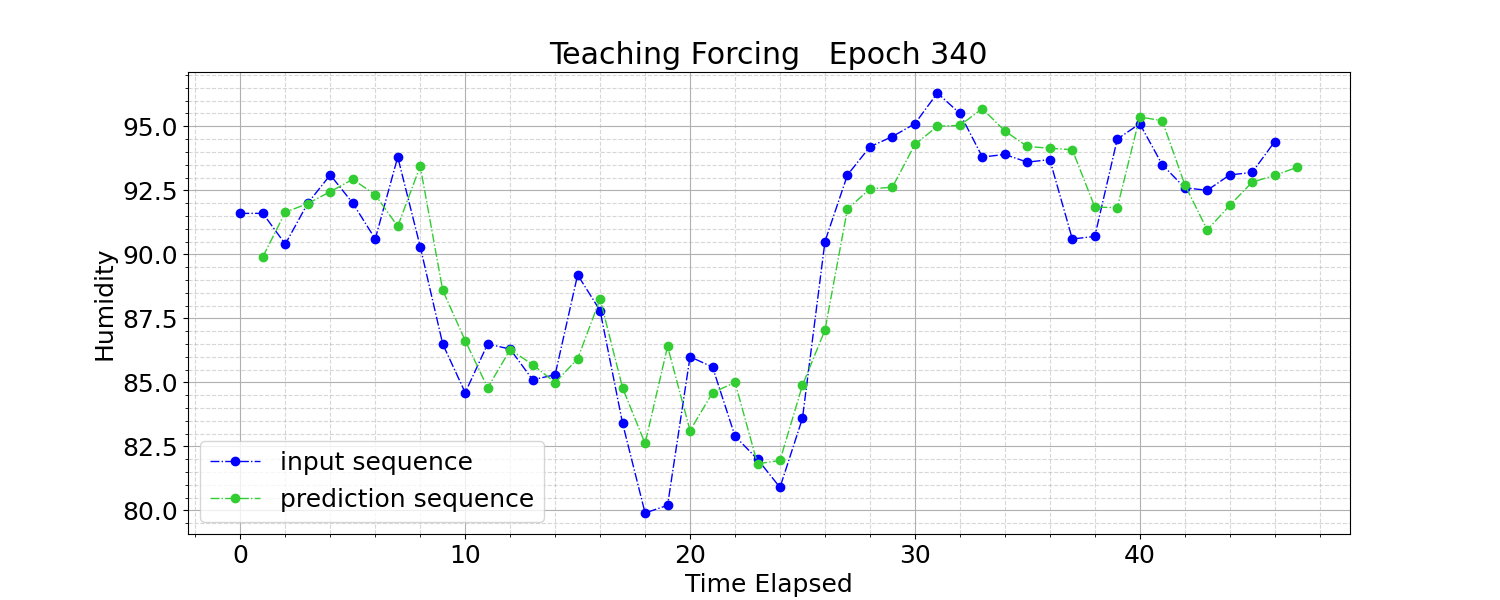 Teaching Forcing   Epoch 340
Humidity
95.0
92.5
90.0
87.5
85.0
82.5
80.0
input sequence
prediction sequence
0 10 20 30 40
Time Elapsed